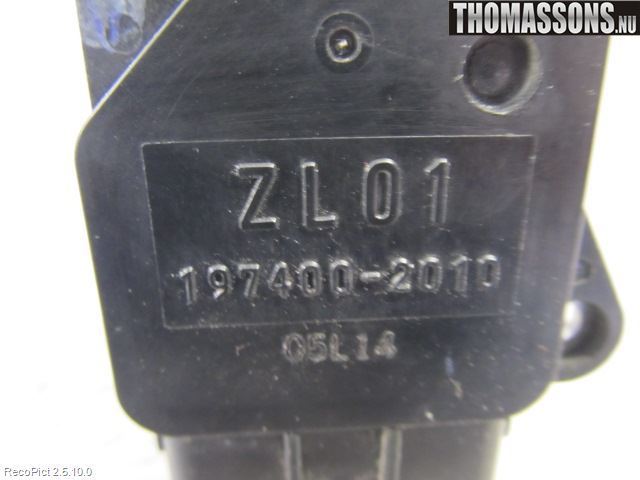 THOMASSONS.NU
ZL01
197400-2010
05L14
RecoPict 2.5.10.0